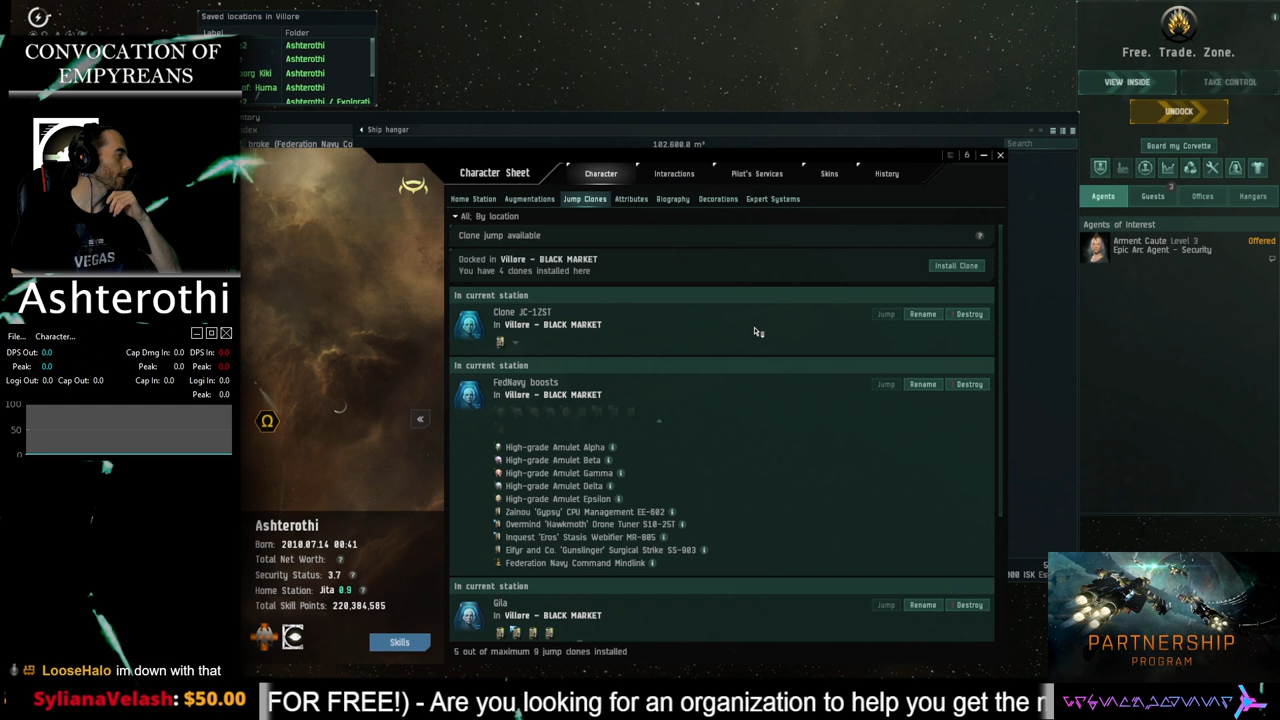 Saved locations in Villore
Label Folder
Ashterothi
Ashterothi
borg Kiki Ashterothi
of: Huma Ashterothi
Ashterothi / Explorati
CONVOCATION OF
EMPYREANS
VEGAS
Ashterothi
File... Character...
DPS Out: 0.0 Cap Dmg In: 0.0 DPS In: 0.0
Peak: 0.0 Peak: 0.0 Peak: 0.0
Logi Out: 0.0 Cap Out: 0.0 Cap In: 0.0 Logi In: 0.0
Peak: 0.0
100
50
0
Ship hangar
broke (Federation Navy Co 102,600.0 m³ Search
Character Sheet Character Interactions Pilot's Services Skins History
Home Station Augmentations Jump Clones Attributes Biography Decorations Expert Systems
All; By location
Clone jump available
Docked in Villore - BLACK MARKET
You have 4 clones installed here
Install Clone
In current station
Clone JC-1ZST
In Villore - BLACK MARKET
Jump Rename Destroy
In current station
FedNavy boosts
In Villore - BLACK MARKET
Jump Rename Destroy
High-grade Amulet Alpha
High-grade Amulet Beta
High-grade Amulet Gamma
High-grade Amulet Delta
High-grade Amulet Epsilon
Zainou 'Gypsy' CPU Management EE-602
Overmind 'Hawkmoth' Drone Tuner S10-25T
Inquest 'Eros' Stasis Webifier MR-805
Eifyr and Co. 'Gunslinger' Surgical Strike SS-903
Federation Navy Command Mindlink
In current station
Gila
In Villore - BLACK MARKET
Jump Rename Destroy
5 out of maximum 9 jump clones installed
Ω
Ashterothi
Born: 2010.07.14 00:41
Total Net Worth:
Security Status: 3.7
Home Station: Jita 0.9
Total Skill Points: 220,384,585
Skills
Free. Trade. Zone.
VIEW INSIDE TAKE CONTROL
UNDOCK
Board my Corvette
3
Agents Guests Offices Hangars
Agents of Interest
Arment Caute Level 3 Offered
Epic Arc Agent - Security
PARTNERSHIP
PROGRAM
LooseHalo im down with that
SylianaVelash: $50.00
FOR FREE!) - Are you looking for an organization to help you get the